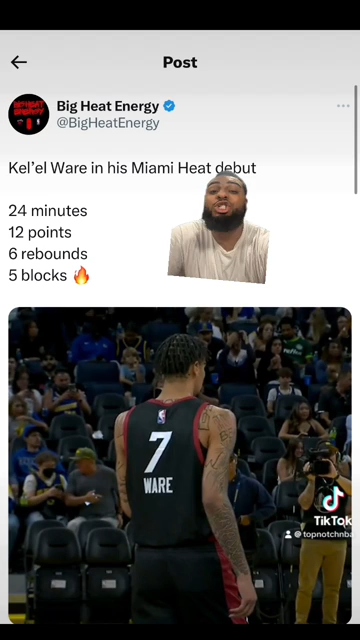 Post
Big Heat Energy
@BigHeatEnergy
Kel'el Ware in his Miami Heat debut
24 minutes
12 points
6 rebounds
5 blocks 🔥
7
WARE
TikTok
@topnotchnba